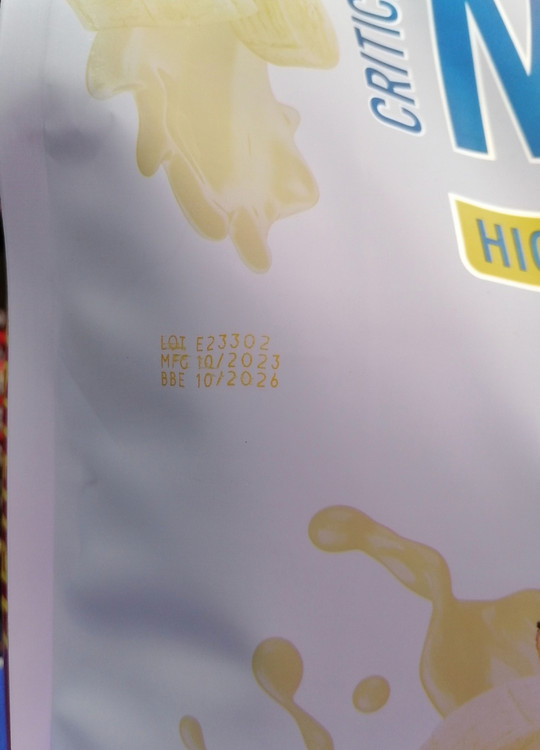 CRITIC
M
HIG
LOT E23302
MFG 10/2023
BBE 10/2026